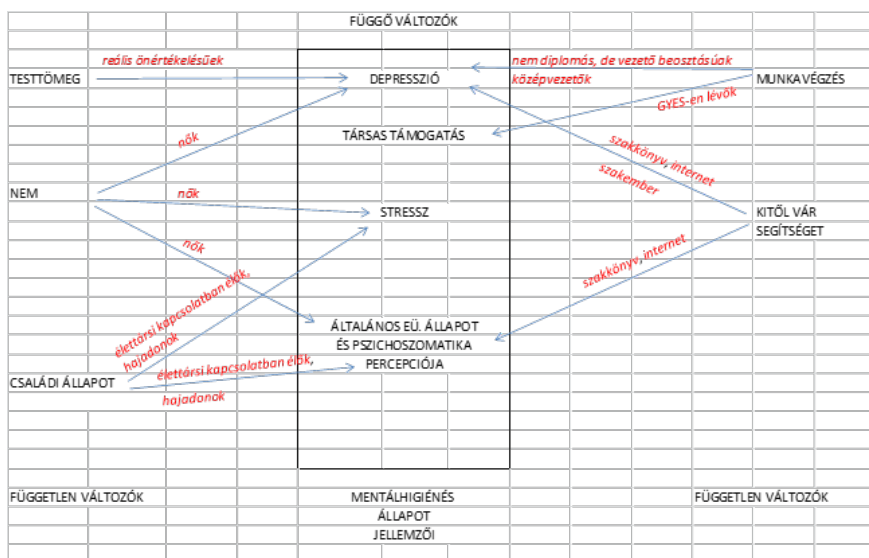 FÜGGŐ VÁLTOZÓK
reális önértékelésűek
nem diplomás, de vezető beosztásúak
TESTTÖMEG
DEPRESSZIÓ
középvezetők
MUNKAVÉGZÉS
GYES-en lévők
nők
TÁRSAS TÁMOGATÁS
szakkönyv, internet
szakember
NEM
nők
STRESSZ
KITŐL VÁR
SEGÍTSÉGET
nők
szakkönyv, internet
élettársi kapcsolatban élők,
hajadonok
ÁLTALÁNOS EÜ. ÁLLAPOT
ÉS PSZICHOSZOMATIKA
PERCEPCIÓJA
élettársi kapcsolatban élők,
CSALÁDI ÁLLAPOT
hajadonok
FÜGGETLEN VÁLTOZÓK
MENTÁLHIGIÉNÉS
FÜGGETLEN VÁLTOZÓK
ÁLLAPOT
JELLEMZŐI